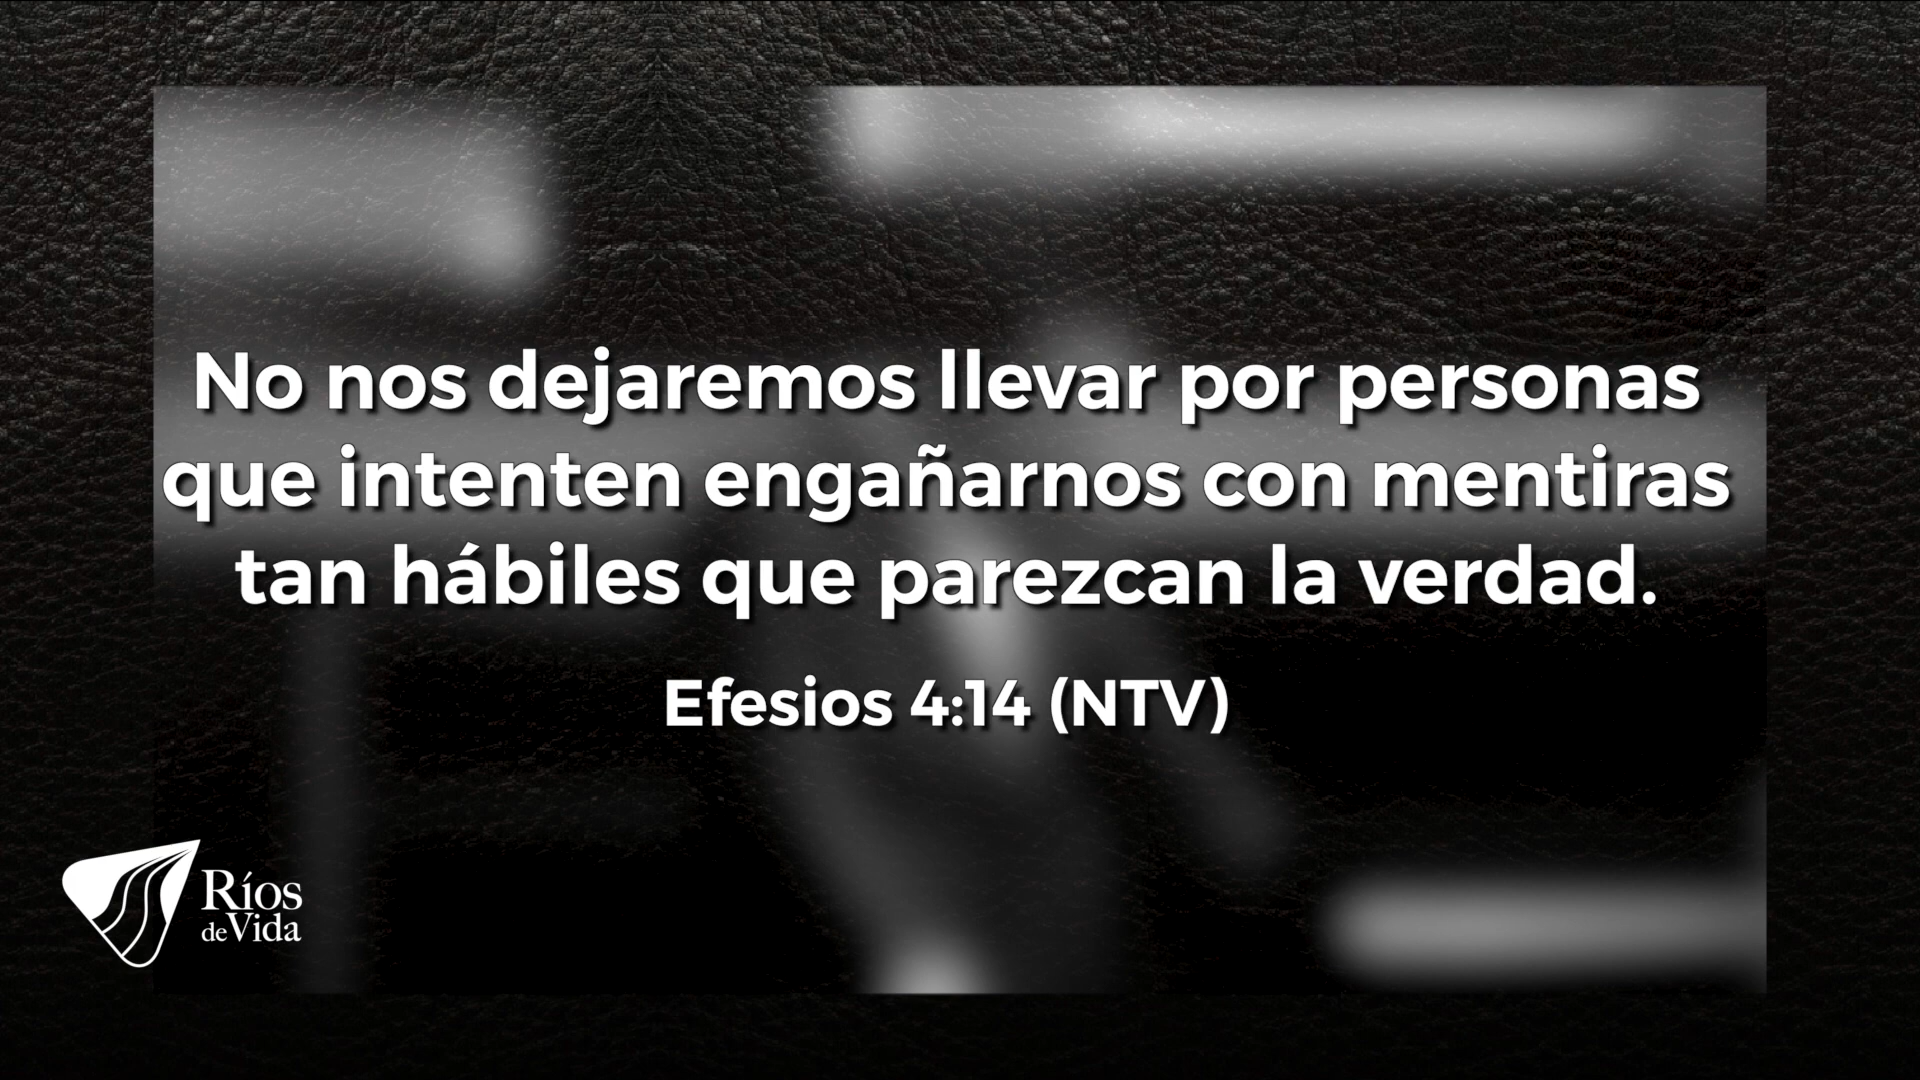 No nos dejaremos llevar por personas
que intenten engañarnos con mentiras
tan hábiles que parezcan la verdad.
Efesios 4:14 (NTV)
Ríos
de Vida